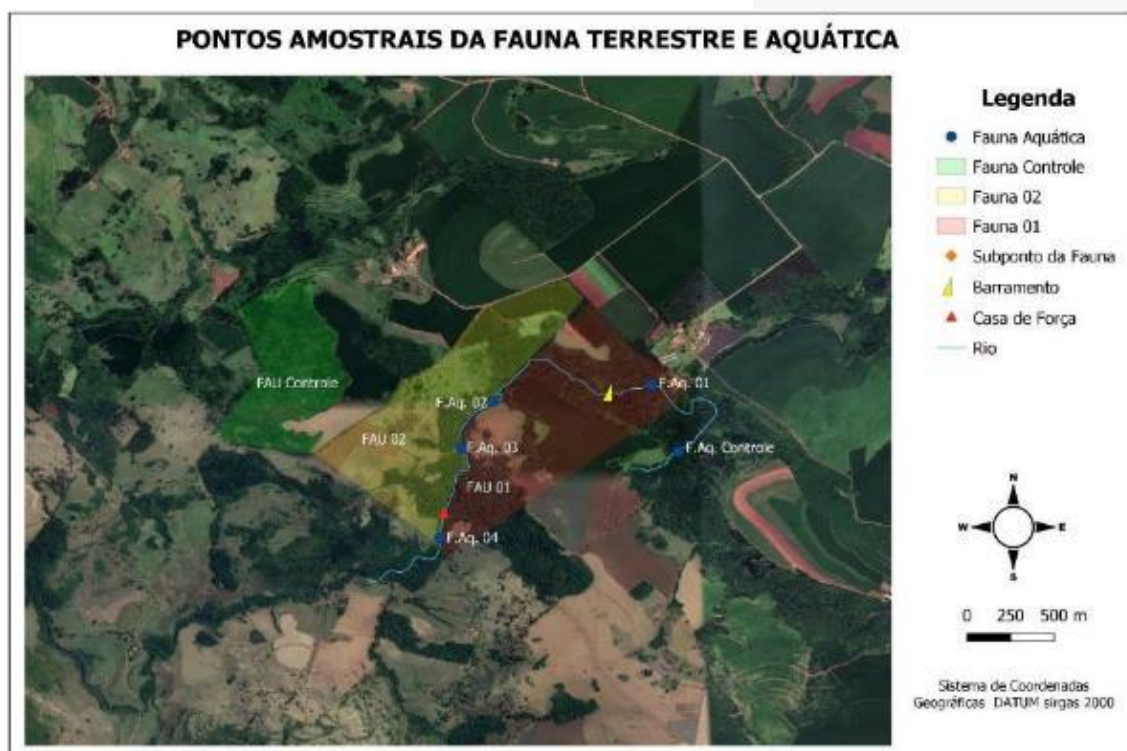 PONTOS AMOSTRAIS DA FAUNA TERRESTRE E AQUÁTICA
Legenda
Fauna Aquática
Fauna Controle
Fauna 02
Fauna 01
Subponto da Fauna
Barramento
Casa de Força
Rio
FAU Controle
F.Aq. 01
F.Aq. 02
FAU 02
F.Aq. 03
F.Aq. Controle
FAU 01
F.Aq. 04
N
W
E
S
0 250 500 m
Sistema de Coordenadas
Geográficas DATUM sirgas 2000